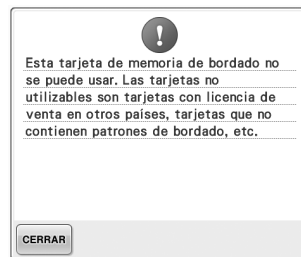 Esta tarjeta de memoria de bordado no
se puede usar. Las tarjetas no
utilizables son tarjetas con licencia de
venta en otros países, tarjetas que no
contienen patrones de bordado, etc.
CERRAR